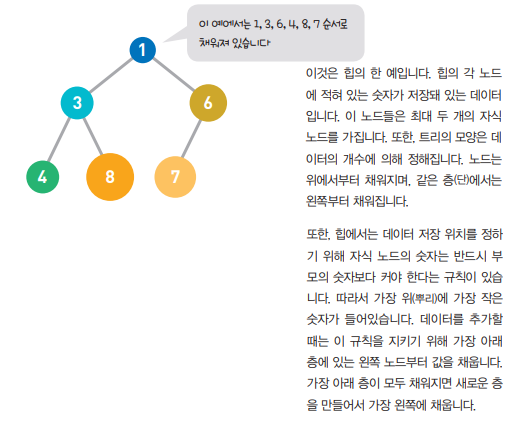 이 예에서는 1, 3, 6, 4, 8, 7 순서로
채워져 있습니다
1
3
6
4
8
7
이것은 힙의 한 예입니다. 힙의 각 노드
에 적혀 있는 숫자가 저장돼 있는 데이터
입니다. 이 노드들은 최대 두 개의 자식
노드를 가집니다. 또한, 트리의 모양은 데
이터의 개수에 의해 정해집니다. 노드는
위에서부터 채워지며, 같은 층(단)에서는
왼쪽부터 채워집니다.
또한, 힙에서는 데이터 저장 위치를 정하
기 위해 자식 노드의 숫자는 반드시 부
모의 숫자보다 커야 한다는 규칙이 있습
니다. 따라서 가장 위(뿌리)에 가장 작은
숫자가 들어있습니다. 데이터를 추가할
때는 이 규칙을 지키기 위해 가장 아래
층에 있는 왼쪽 노드부터 값을 채웁니다.
가장 아래 층이 모두 채워지면 새로운 층
을 만들어서 가장 왼쪽에 채웁니다.